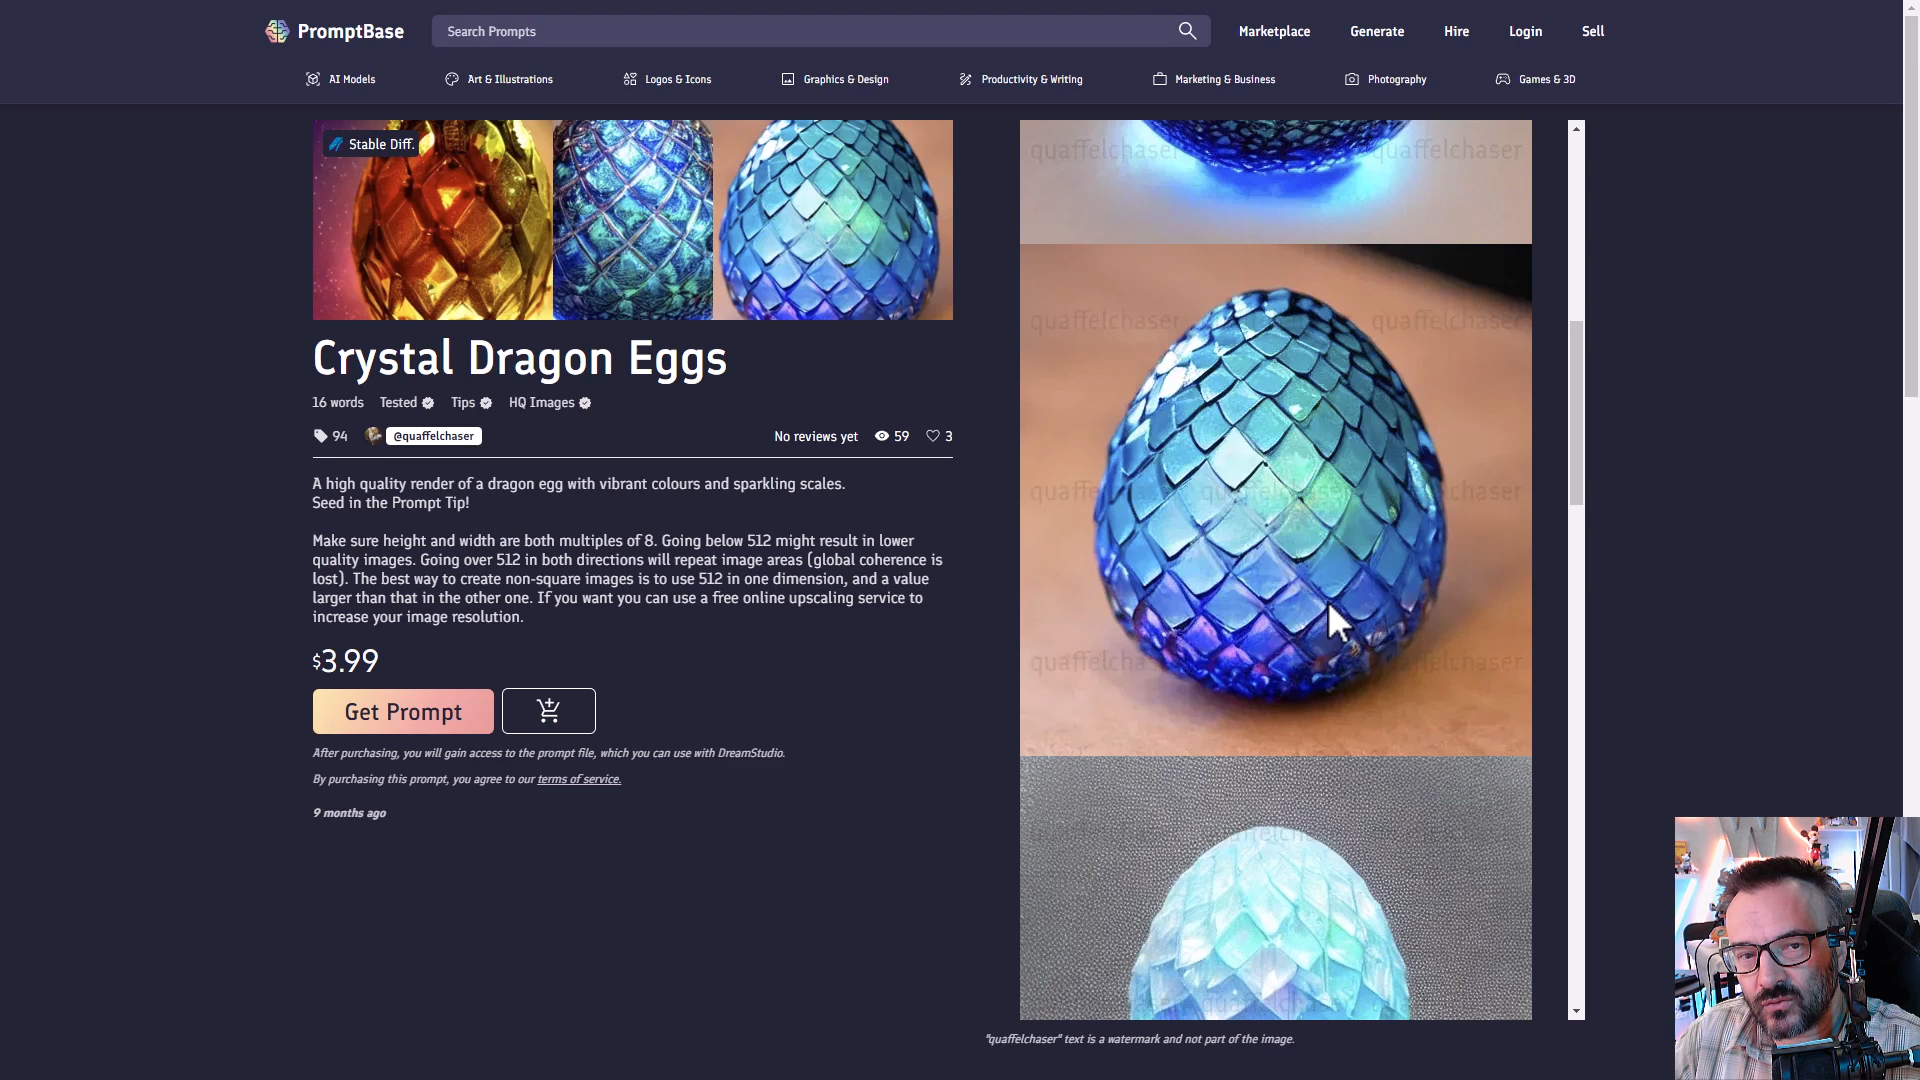 PromptBase
Search Prompts
Marketplace
Generate
Hire
Login
Sell
AI Models
Art & Illustrations
Logos & Icons
Graphics & Design
Productivity & Writing
Marketing & Business
Photography
Games & 3D
Stable Diff.
Crystal Dragon Eggs
16 words Tested Tips HQ Images
94 @quaffelchaser No reviews yet 59 3
A high quality render of a dragon egg with vibrant colours and sparkling scales.
Seed in the Prompt Tip!
Make sure height and width are both multiples of 8. Going below 512 might result in lower
quality images. Going over 512 in both directions will repeat image areas (global coherence is
lost). The best way to create non-square images is to use 512 in one dimension, and a value
larger than that in the other one. If you want you can use a free online upscaling service to
increase your image resolution.
$3.99
Get Prompt
After purchasing, you will gain access to the prompt file, which you can use with DreamStudio.
By purchasing this prompt, you agree to our terms of service.
9 months ago
quaffelchaser quaffelchaser
quaffelchaser quaffelchaser
quaffelchaser
"quaffelchaser" text is a watermark and not part of the image.